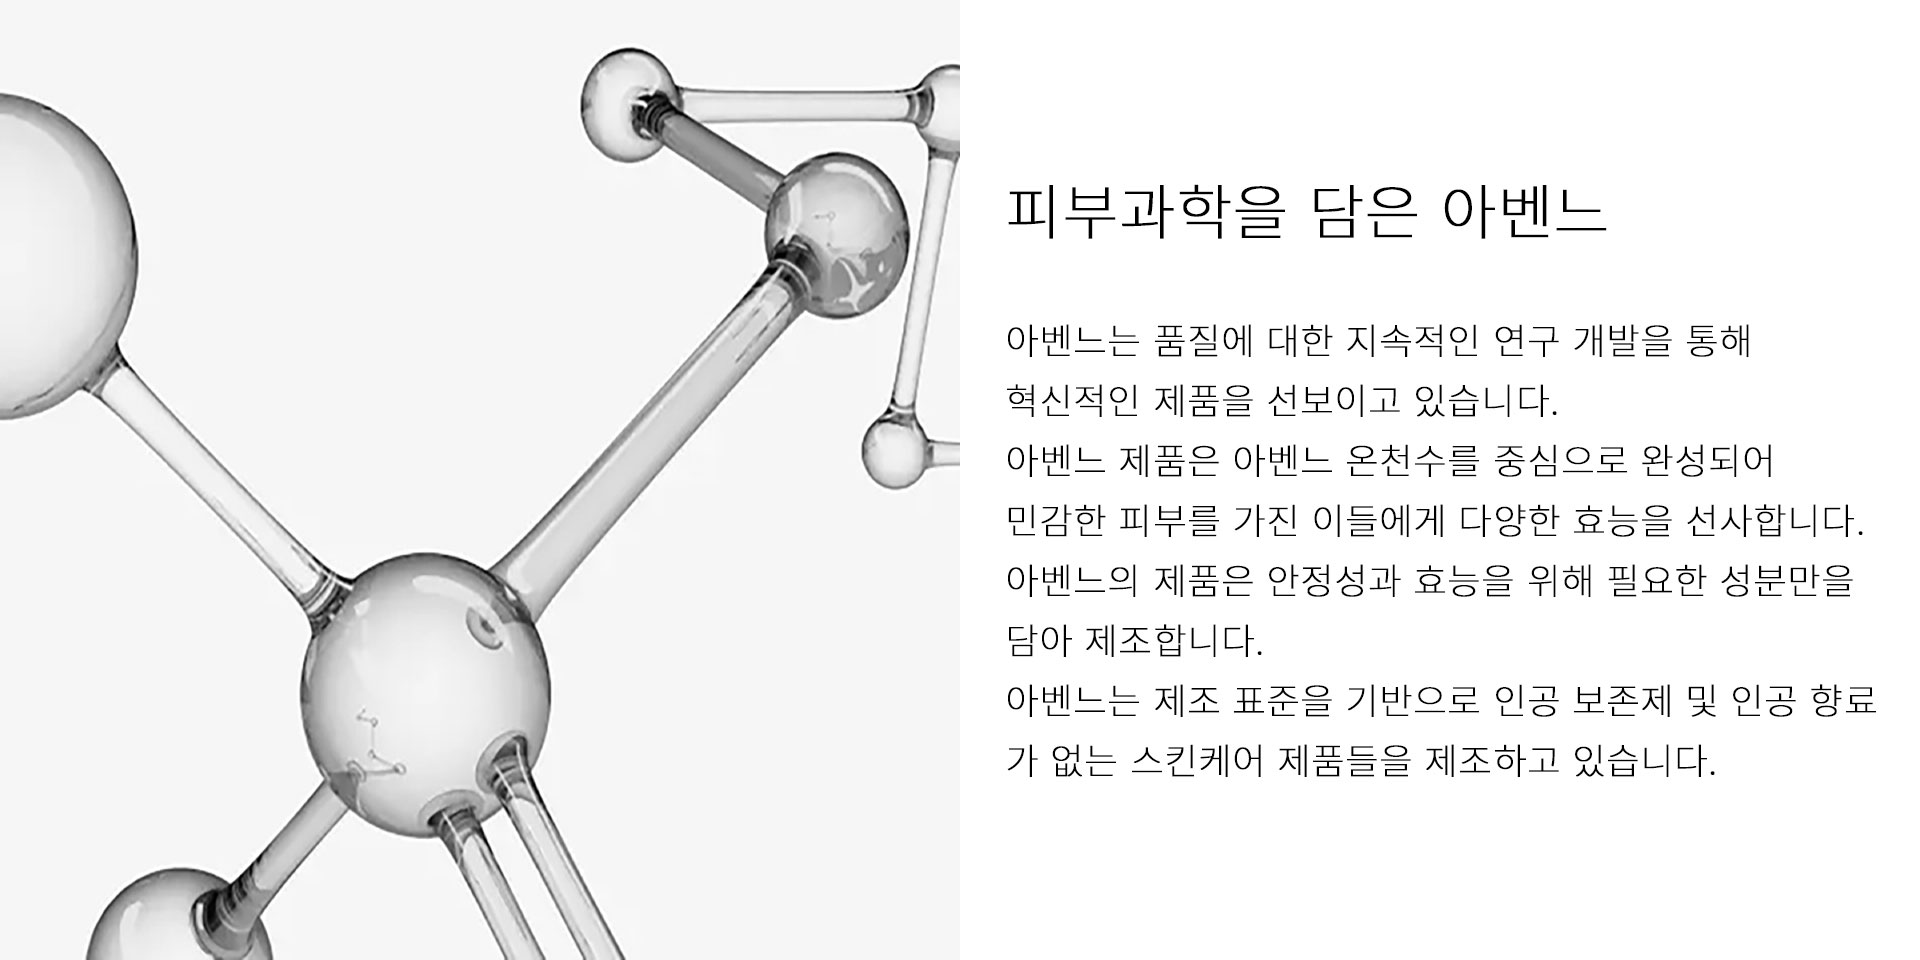 피부과학을 담은 아벤느
아벤느는 품질에 대한 지속적인 연구 개발을 통해
혁신적인 제품을 선보이고 있습니다.
아벤느 제품은 아벤느 온천수를 중심으로 완성되어
민감한 피부를 가진 이들에게 다양한 효능을 선사합니다.
아벤느의 제품은 안정성과 효능을 위해 필요한 성분만을
담아 제조합니다.
아벤느는 제조 표준을 기반으로 인공 보존제 및 인공 향료
가 없는 스킨케어 제품들을 제조하고 있습니다.